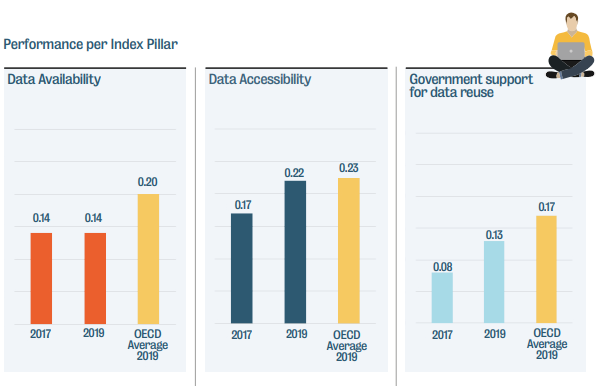 Performance per Index Pillar
Data Availability
0.14
0.14
0.20
2017
2019
OECD
Average
2019
Data Accessibility
0.17
0.22
0.23
2017
2019
OECD
Average
2019
Government support
for data reuse
0.08
0.13
0.17
2017
2019
OECD
Average
2019